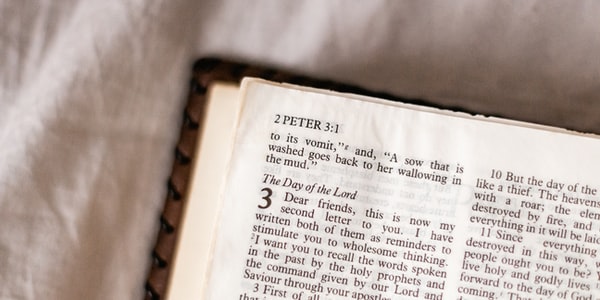 2 PETER 3:1
to its vomit,"g and, "A sow that is
washed goes back to her wallowing in
the mud."
The Day of the Lord
3 Dear friends, this is now my
second letter to you. I have
written both of them as reminders to
stimulate you to wholesome thinking.
2 I want you to recall the words spoken
in the past by the holy prophets and
the command given by our Lord and
Saviour through your apostles.
3 First of all
that
10 But the day of the
like a thief. The heavens
with a roar; the elem
destroyed by fire, and
everything in it will be laid
11 Since everything
destroyed in this way, w
people ought you to be? Y
live holy and godly lives
forward to the day of God
coming.